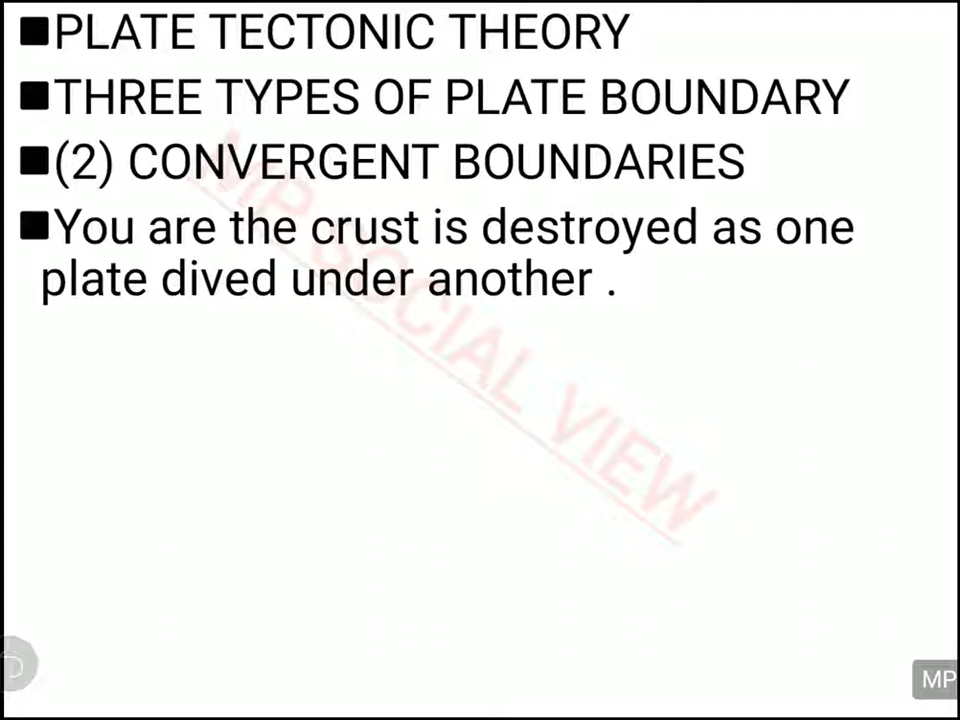 ■PLATE TECTONIC THEORY
■THREE TYPES OF PLATE BOUNDARY
■(2) CONVERGENT BOUNDARIES
■You are the crust is destroyed as one
plate dived under another .
MP SOCIAL VIEW
MP